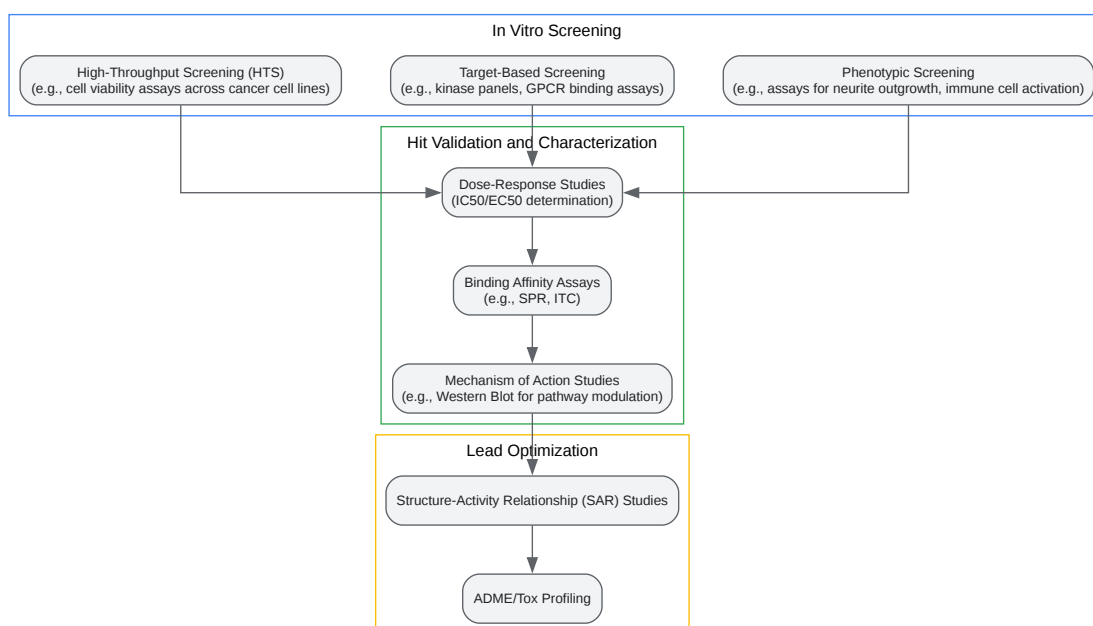 In Vitro Screening
High-Throughput Screening (HTS)
(e.g., cell viability assays across cancer cell lines)
Target-Based Screening
(e.g., kinase panels, GPCR binding assays)
Phenotypic Screening
(e.g., assays for neurite outgrowth, immune cell activation)
Hit Validation and Characterization
Dose-Response Studies
(IC50/EC50 determination)
Binding Affinity Assays
(e.g., SPR, ITC)
Mechanism of Action Studies
(e.g., Western Blot for pathway modulation)
Lead Optimization
Structure-Activity Relationship (SAR) Studies
ADME/Tox Profiling